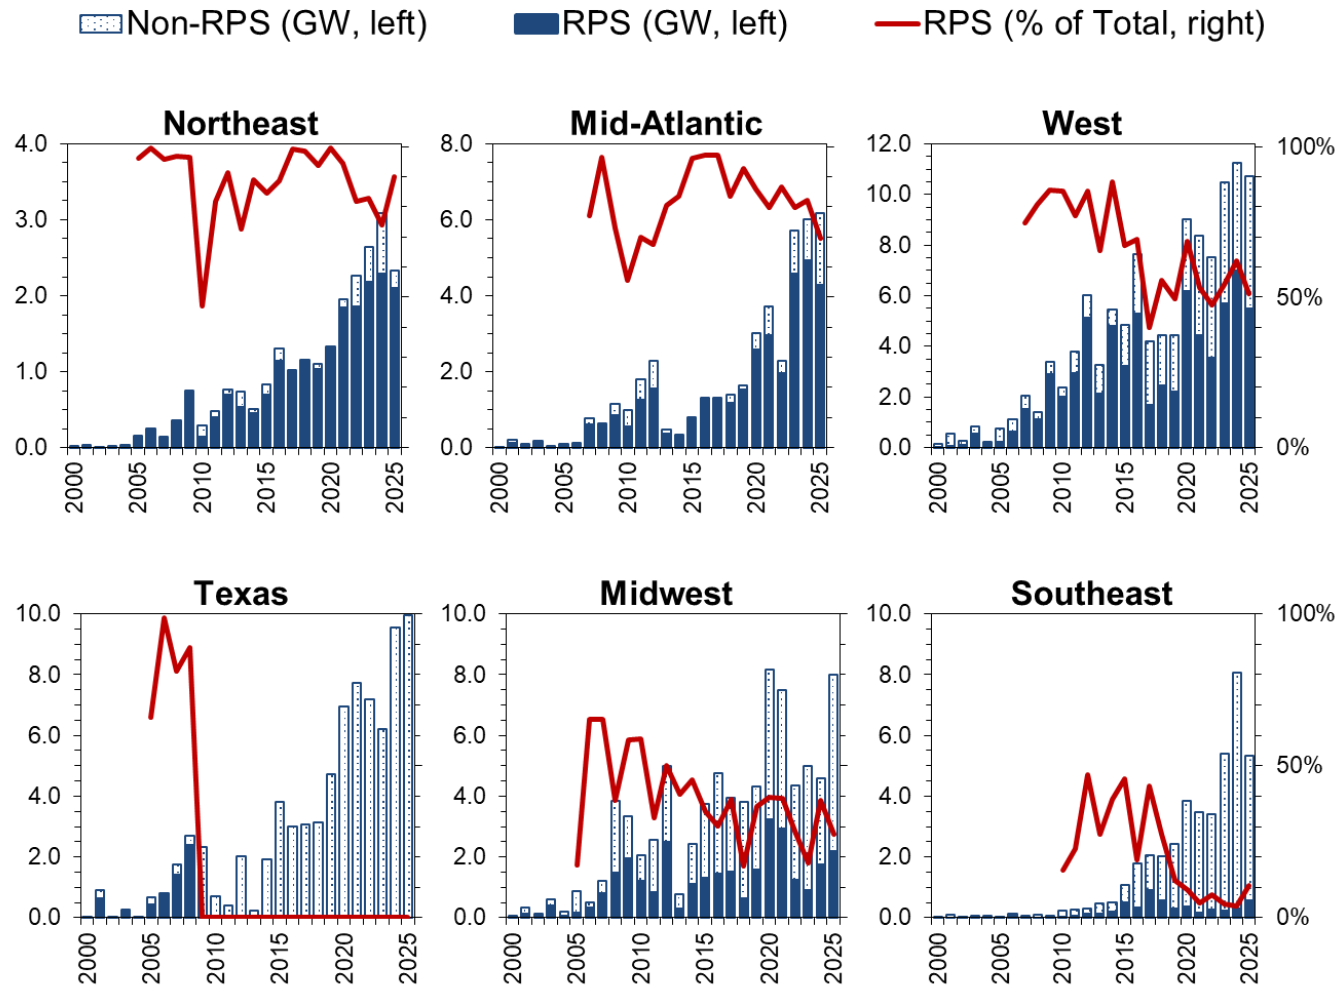 Non-RPS (GW, left) RPS (GW, left) RPS (% of Total, right)
Northeast Mid-Atlantic West
4.0 8.0 12.0 100%
10.0
3.0 6.0
8.0
2.0 4.0 6.0 50%
4.0
1.0 2.0
2.0
0.0 0.0 0.0 0%
2000 2005 2010 2015 2020 2025 2000 2005 2010 2015 2020 2025 2000 2005 2010 2015 2020 2025
Texas Midwest Southeast
10.0 10.0 10.0 100%
8.0 8.0 8.0
6.0 6.0 6.0
50%
4.0 4.0 4.0
2.0 2.0 2.0
0.0 0.0 0.0 0%
2000 2005 2010 2015 2020 2025 2000 2005 2010 2015 2020 2025 2000 2005 2010 2015 2020 2025